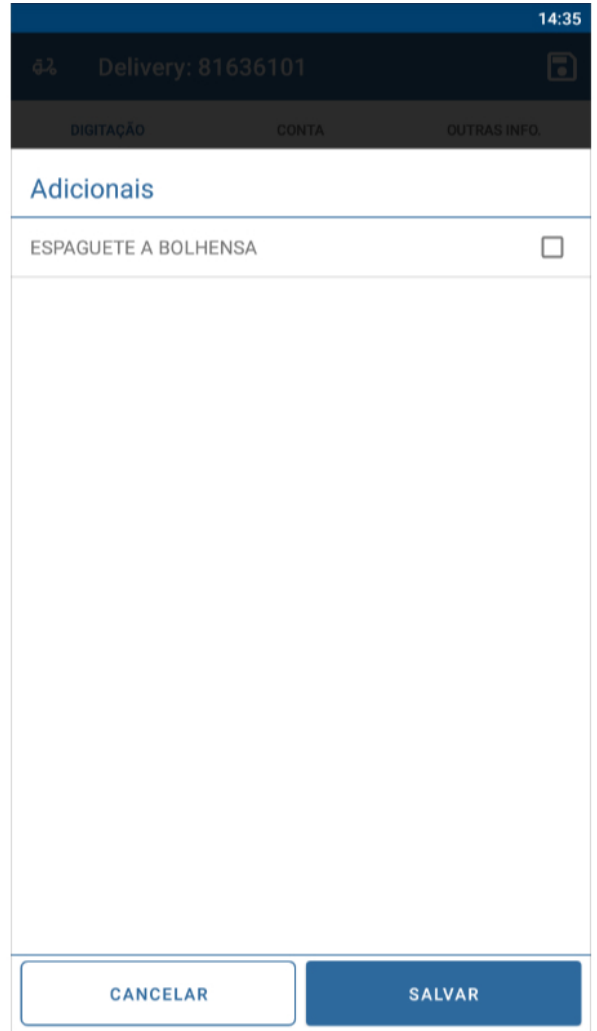 14:35
Delivery: 81636101
DIGITAÇÃO CONTA OUTRAS INFO.
Adicionais
ESPAGUETE A BOLHENSA
CANCELAR SALVAR